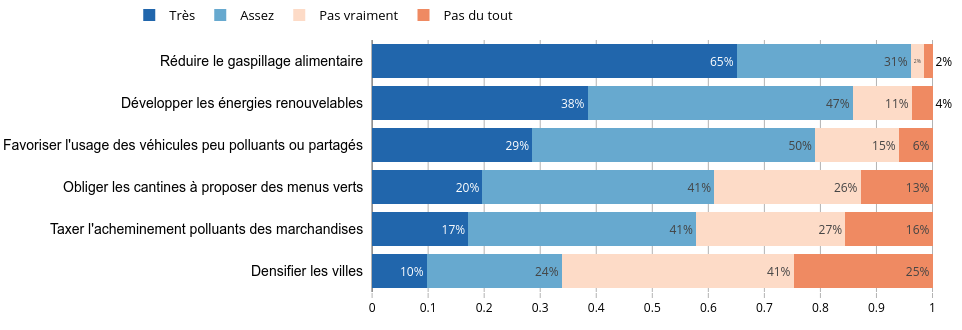 Très Assez Pas vraiment Pas du tout
Réduire le gaspillage alimentaire 65% 31% 2% 2%
Développer les énergies renouvelables 38% 47% 11% 4%
Favoriser l'usage des véhicules peu polluants ou partagés 29% 50% 15% 6%
Obliger les cantines à proposer des menus verts 20% 41% 26% 13%
Taxer l'acheminement polluants des marchandises 17% 41% 27% 16%
Densifier les villes 10% 24% 41% 25%
0 0.1 0.2 0.3 0.4 0.5 0.6 0.7 0.8 0.9 1